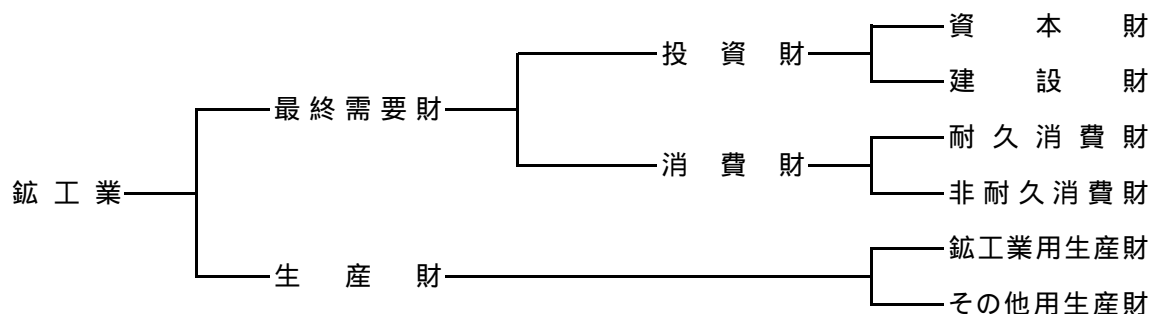 資本財
投資財
建設財
最終需要財
耐久消費財
消費財
鉱工業
非耐久消費財
鉱工業用生産財
生産財
その他用生産財